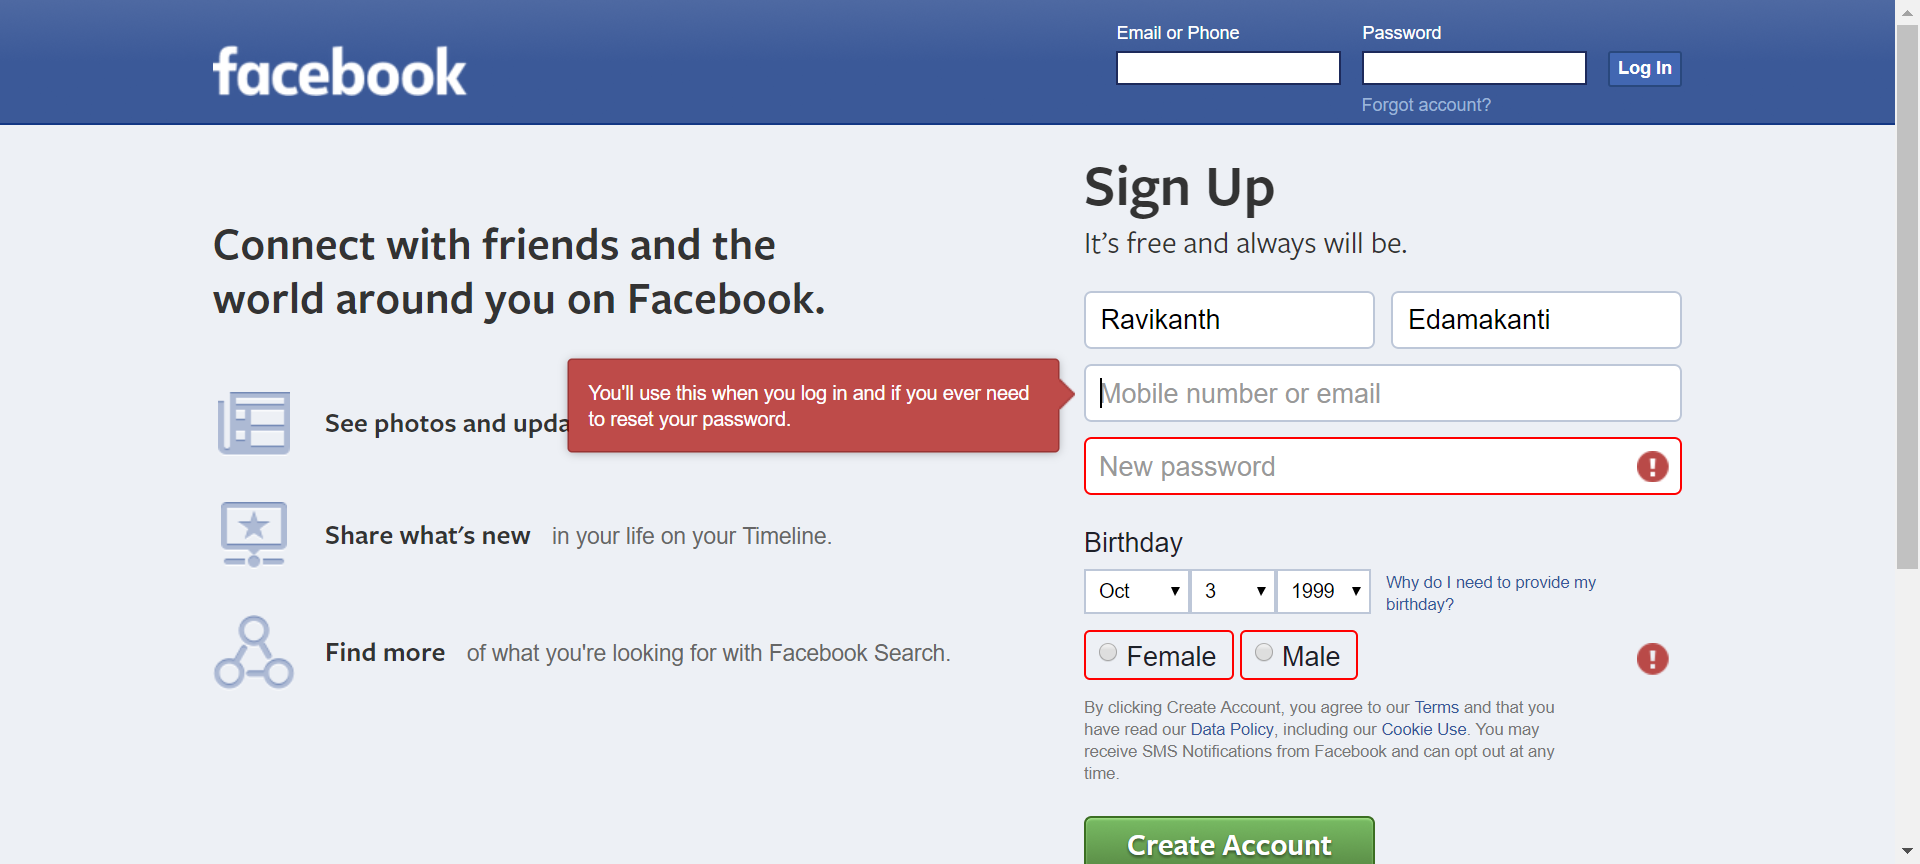 facebook
Email or Phone
Password
Log In
Forgot account?
Sign Up
It's free and always will be.
Connect with friends and the
world around you on Facebook.
Ravikanth
Edamakanti
Mobile number or email
You'll use this when you log in and if you ever need
to reset your password.
See photos and upda
New password
Share what's new in your life on your Timeline.
Birthday
Oct 3 1999
Why do I need to provide my
birthday?
Find more of what you're looking for with Facebook Search.
Female Male
By clicking Create Account, you agree to our Terms and that you
have read our Data Policy, including our Cookie Use. You may
receive SMS Notifications from Facebook and can opt out at any
time.
Create Account